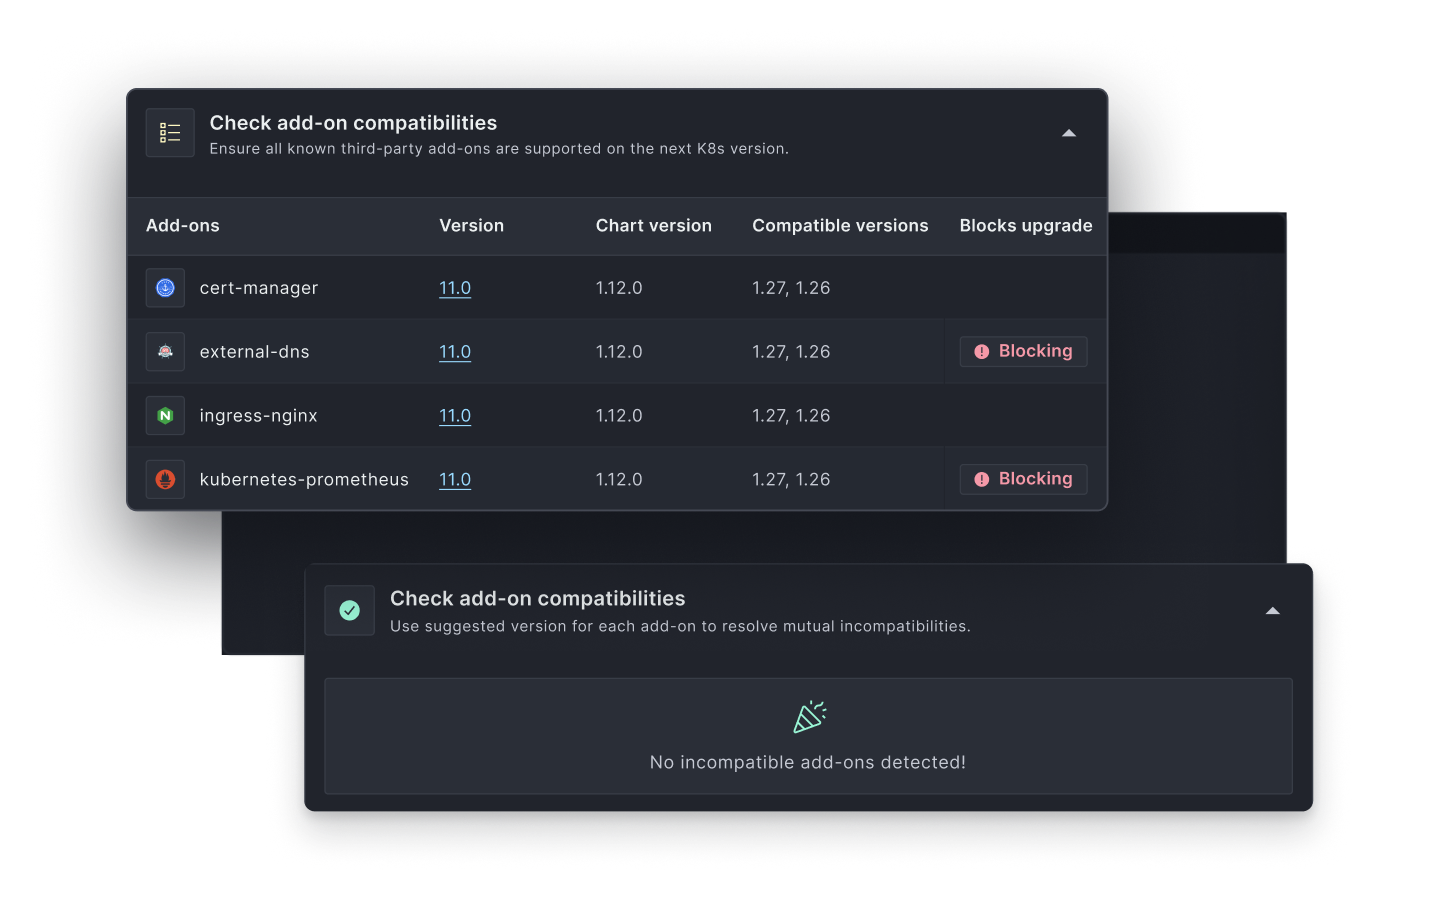 Check add-on compatibilities
Ensure all known third-party add-ons are supported on the next K8s version.
Add-ons Version Chart version Compatible versions Blocks upgrade
cert-manager 11.0 1.12.0 1.27, 1.26
external-dns 11.0 1.12.0 1.27, 1.26 Blocking
ingress-nginx 11.0 1.12.0 1.27, 1.26
kubernetes-prometheus 11.0 1.12.0 1.27, 1.26 Blocking
Check add-on compatibilities
Use suggested version for each add-on to resolve mutual incompatibilities.
No incompatible add-ons detected!